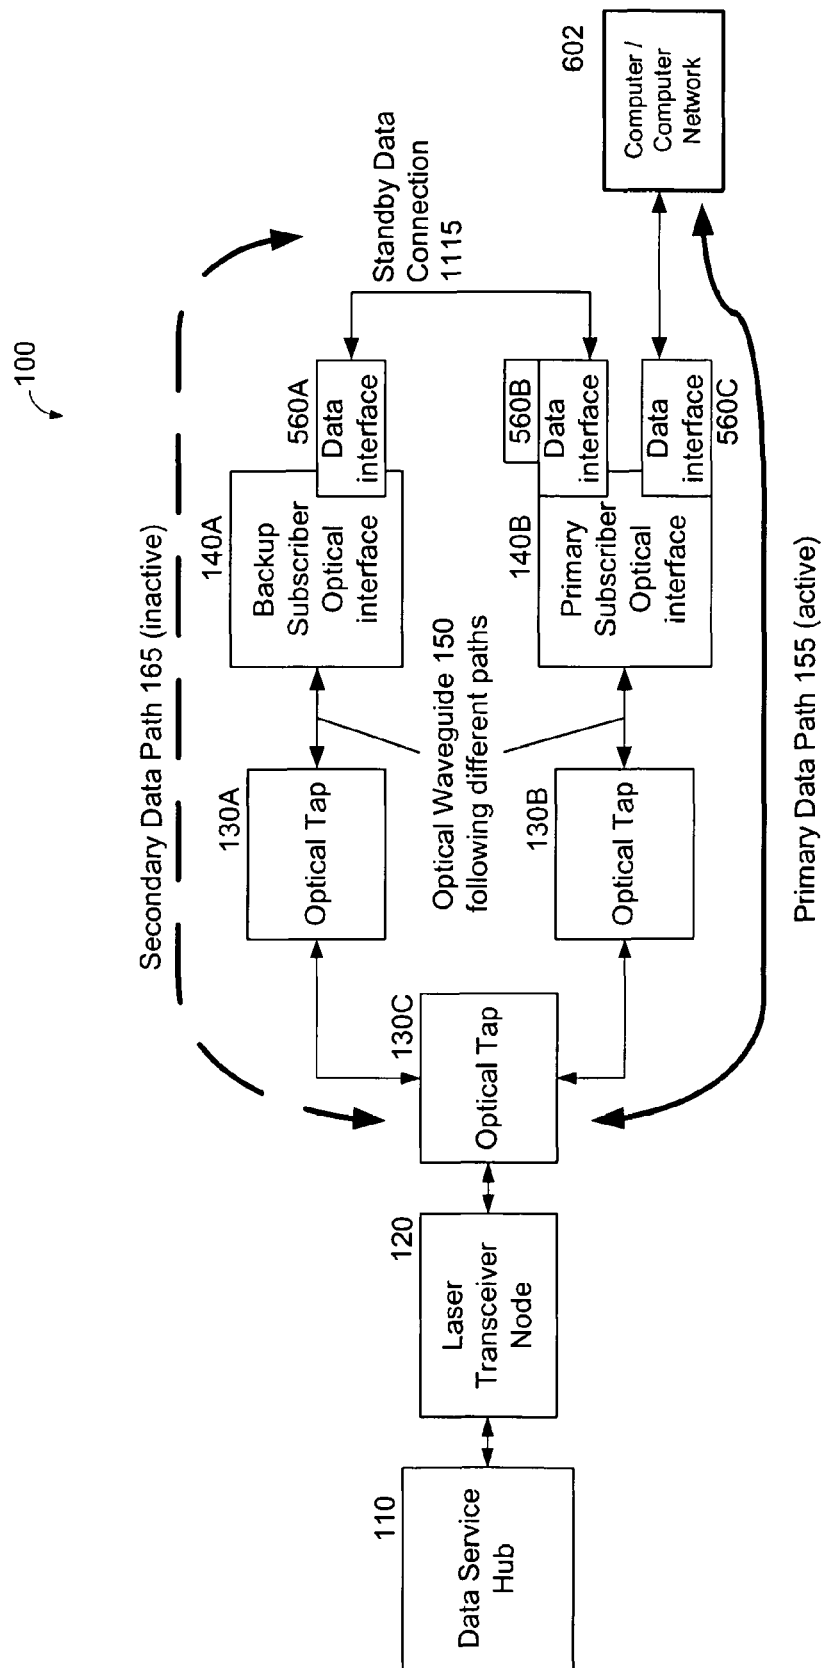 100
Secondary Data Path 165 (inactive)
110
Data Service
Hub
120
Laser
Transceiver
Node
130C
Optical Tap
130A
Optical Tap
130B
Optical Tap
Optical Waveguide 150
following different paths
140A
Backup
Subscriber
Optical
interface
560A
Data
interface
140B
Primary
Subscriber
Optical
interface
560B
Data
interface
Data
interface
560C
Standby Data
Connection
1115
602
Computer /
Computer
Network
Primary Data Path 155 (active)